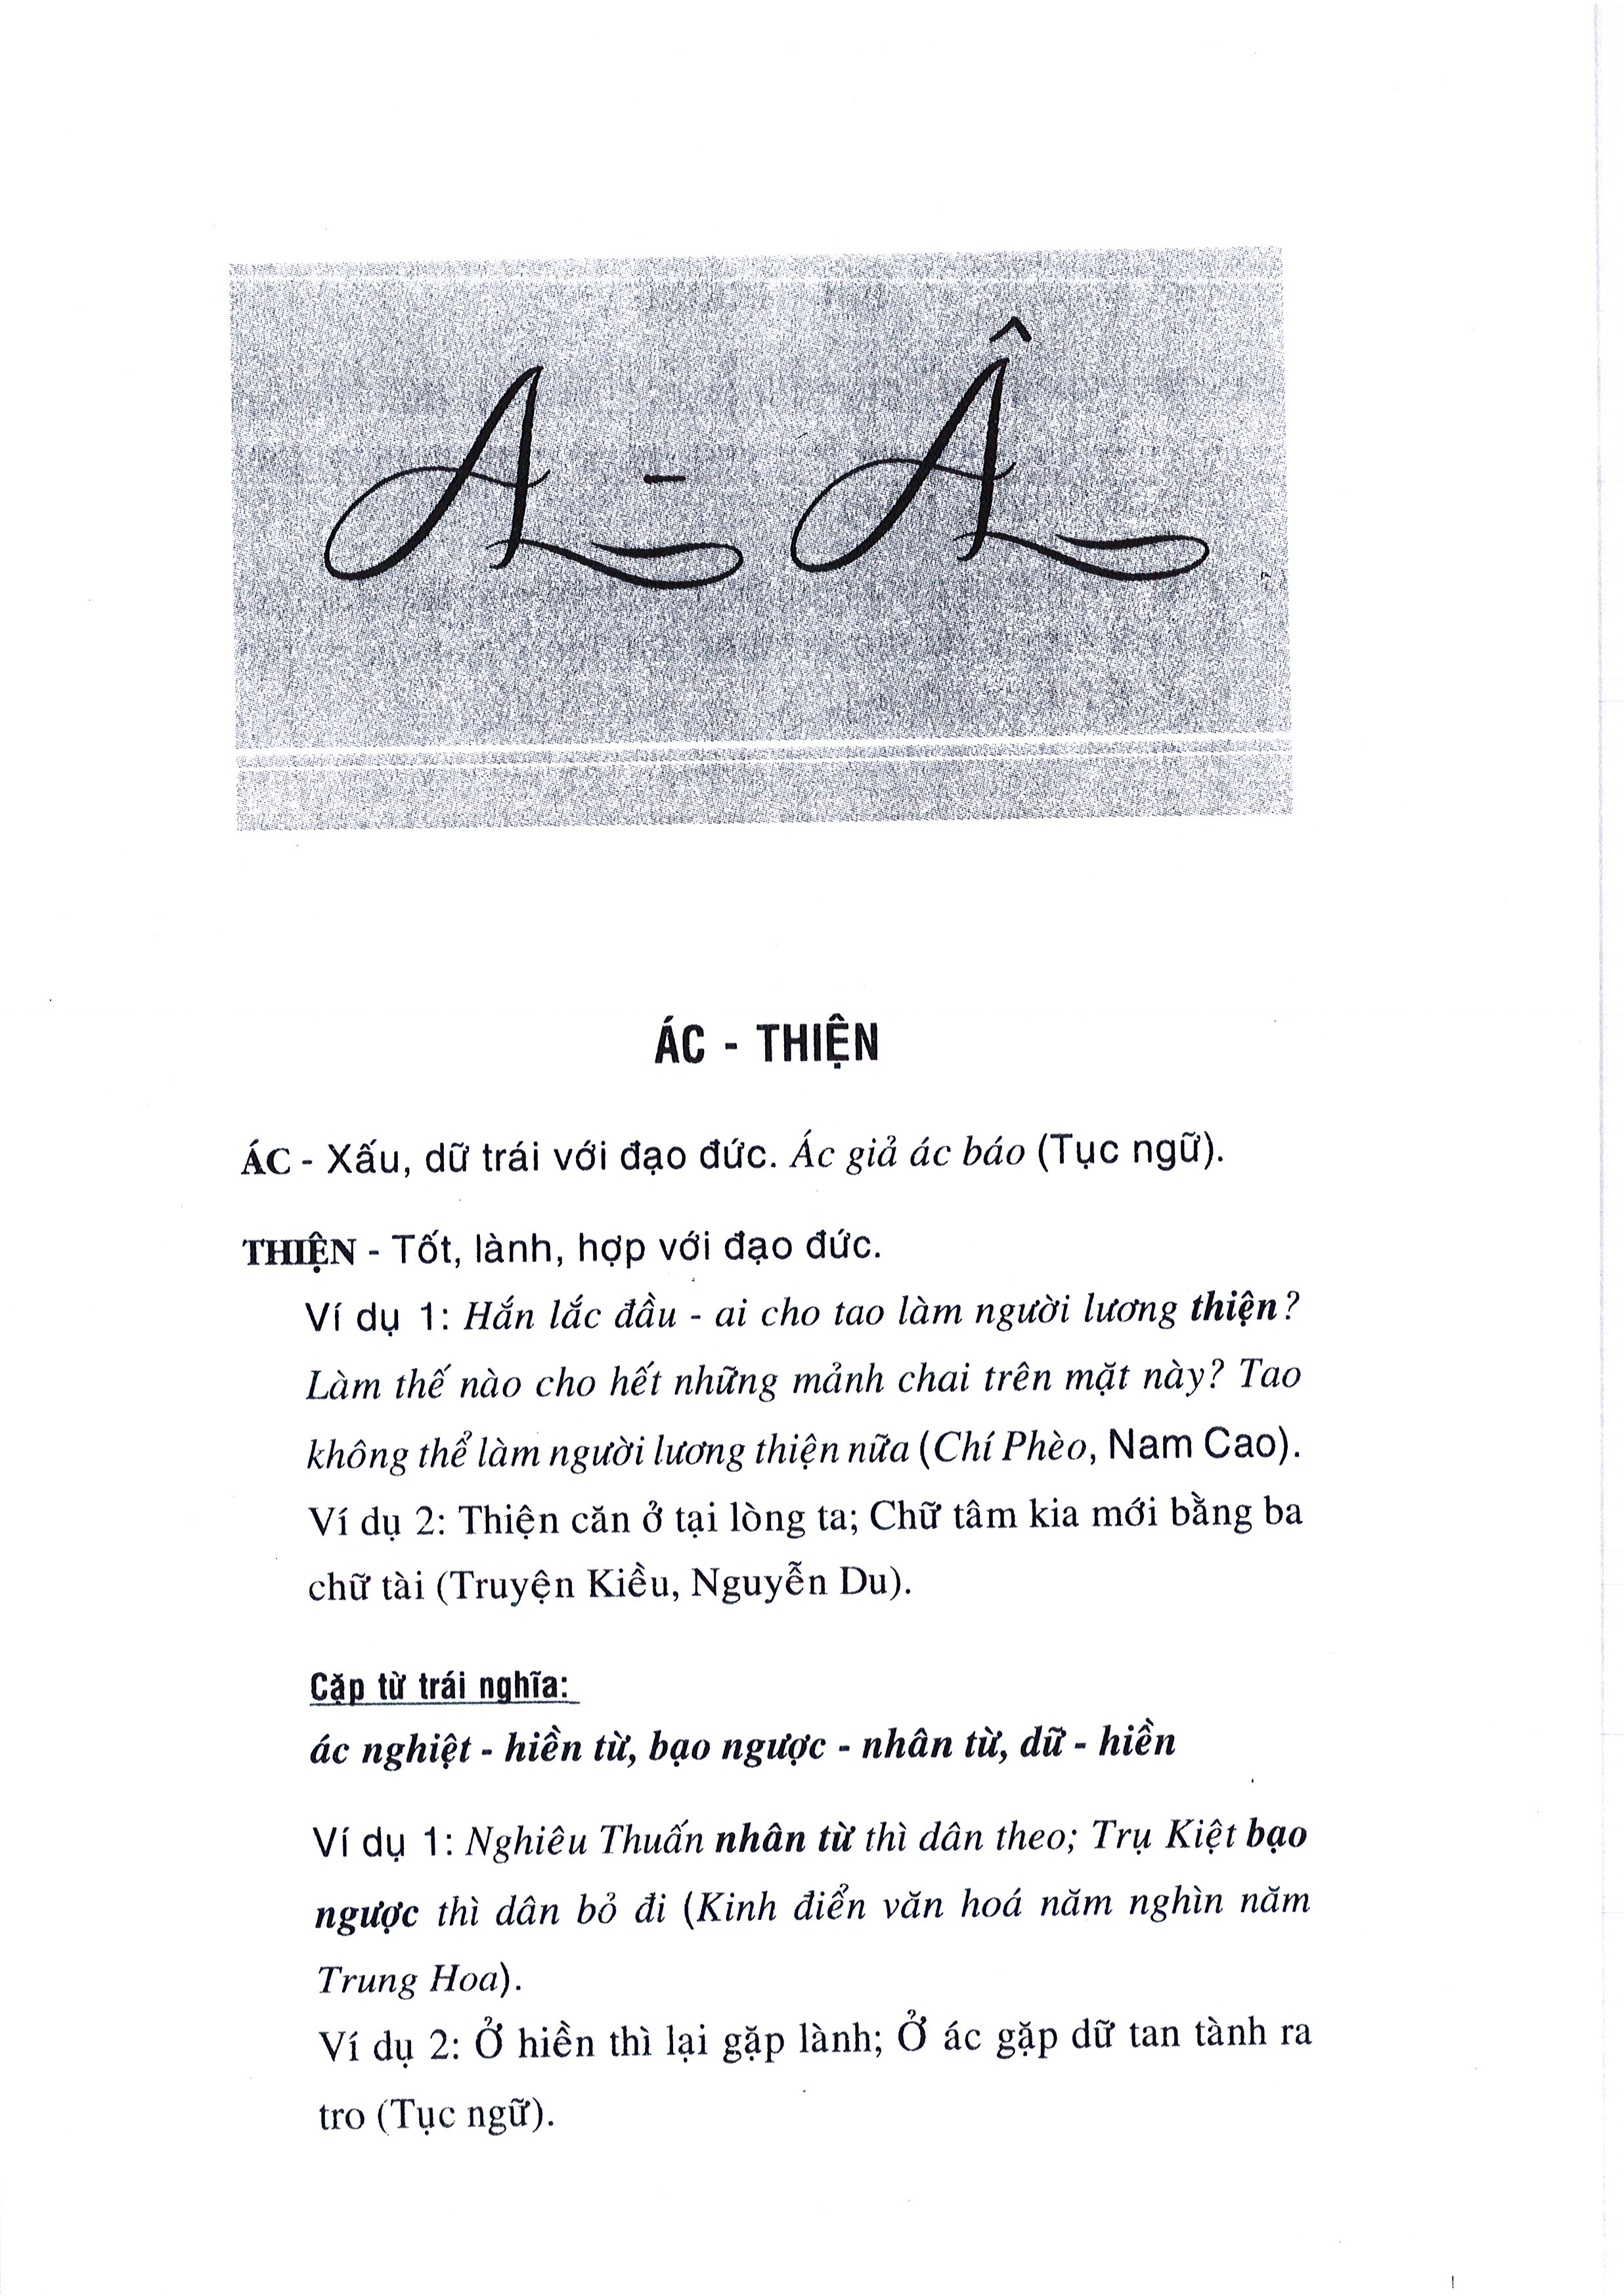 A - Â
ÁC - THIỆN
ÁC - Xấu, dữ trái với đạo đức. Ác giả ác báo (Tục ngữ).
THIỆN - Tốt, lành, hợp với đạo đức.
Ví dụ 1: Hắn lắc đầu - ai cho tao làm người lương thiện?
Làm thế nào cho hết những mảnh chai trên mặt này? Tao
không thể làm người lương thiện nữa (Chí Phèo, Nam Cao).
Ví dụ 2: Thiện căn ở tại lòng ta; Chữ tâm kia mới bằng ba
chữ tài (Truyện Kiều, Nguyễn Du).
Cặp từ trái nghĩa:
ác nghiệt - hiền từ, bạo ngược - nhân từ, dữ - hiền
Ví dụ 1: Nghiêu Thuấn nhân từ thì dân theo; Trụ Kiệt bạo
ngược thì dân bỏ đi (Kinh điển văn hoá năm nghìn năm
Trung Hoa).
Ví dụ 2: Ở hiền thì lại gặp lành; Ở ác gặp dữ tan tành ra
tro (Tục ngữ).